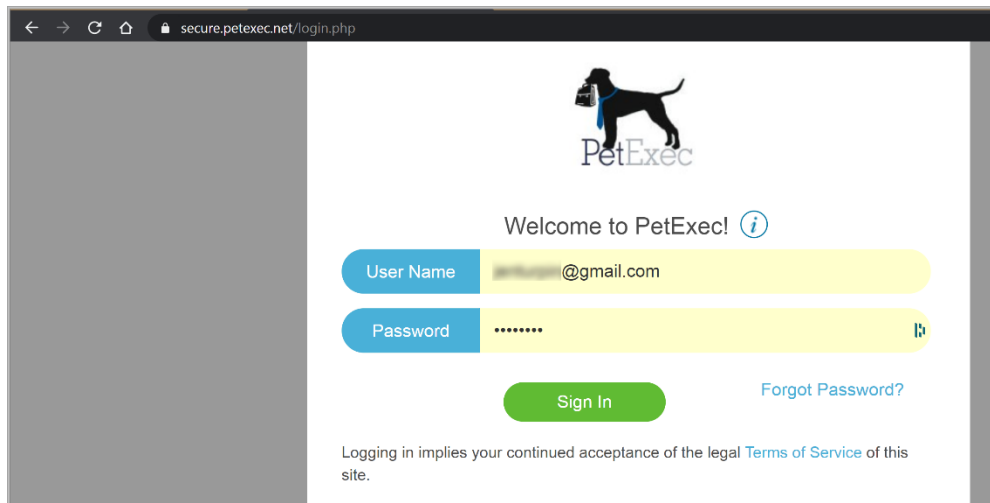 secure.petexec.net/login.php
PetExec
Welcome to PetExec! i
User Name @gmail.com
Password ••••••••
Sign In
Forgot Password?
Logging in implies your continued acceptance of the legal Terms of Service of this
site.